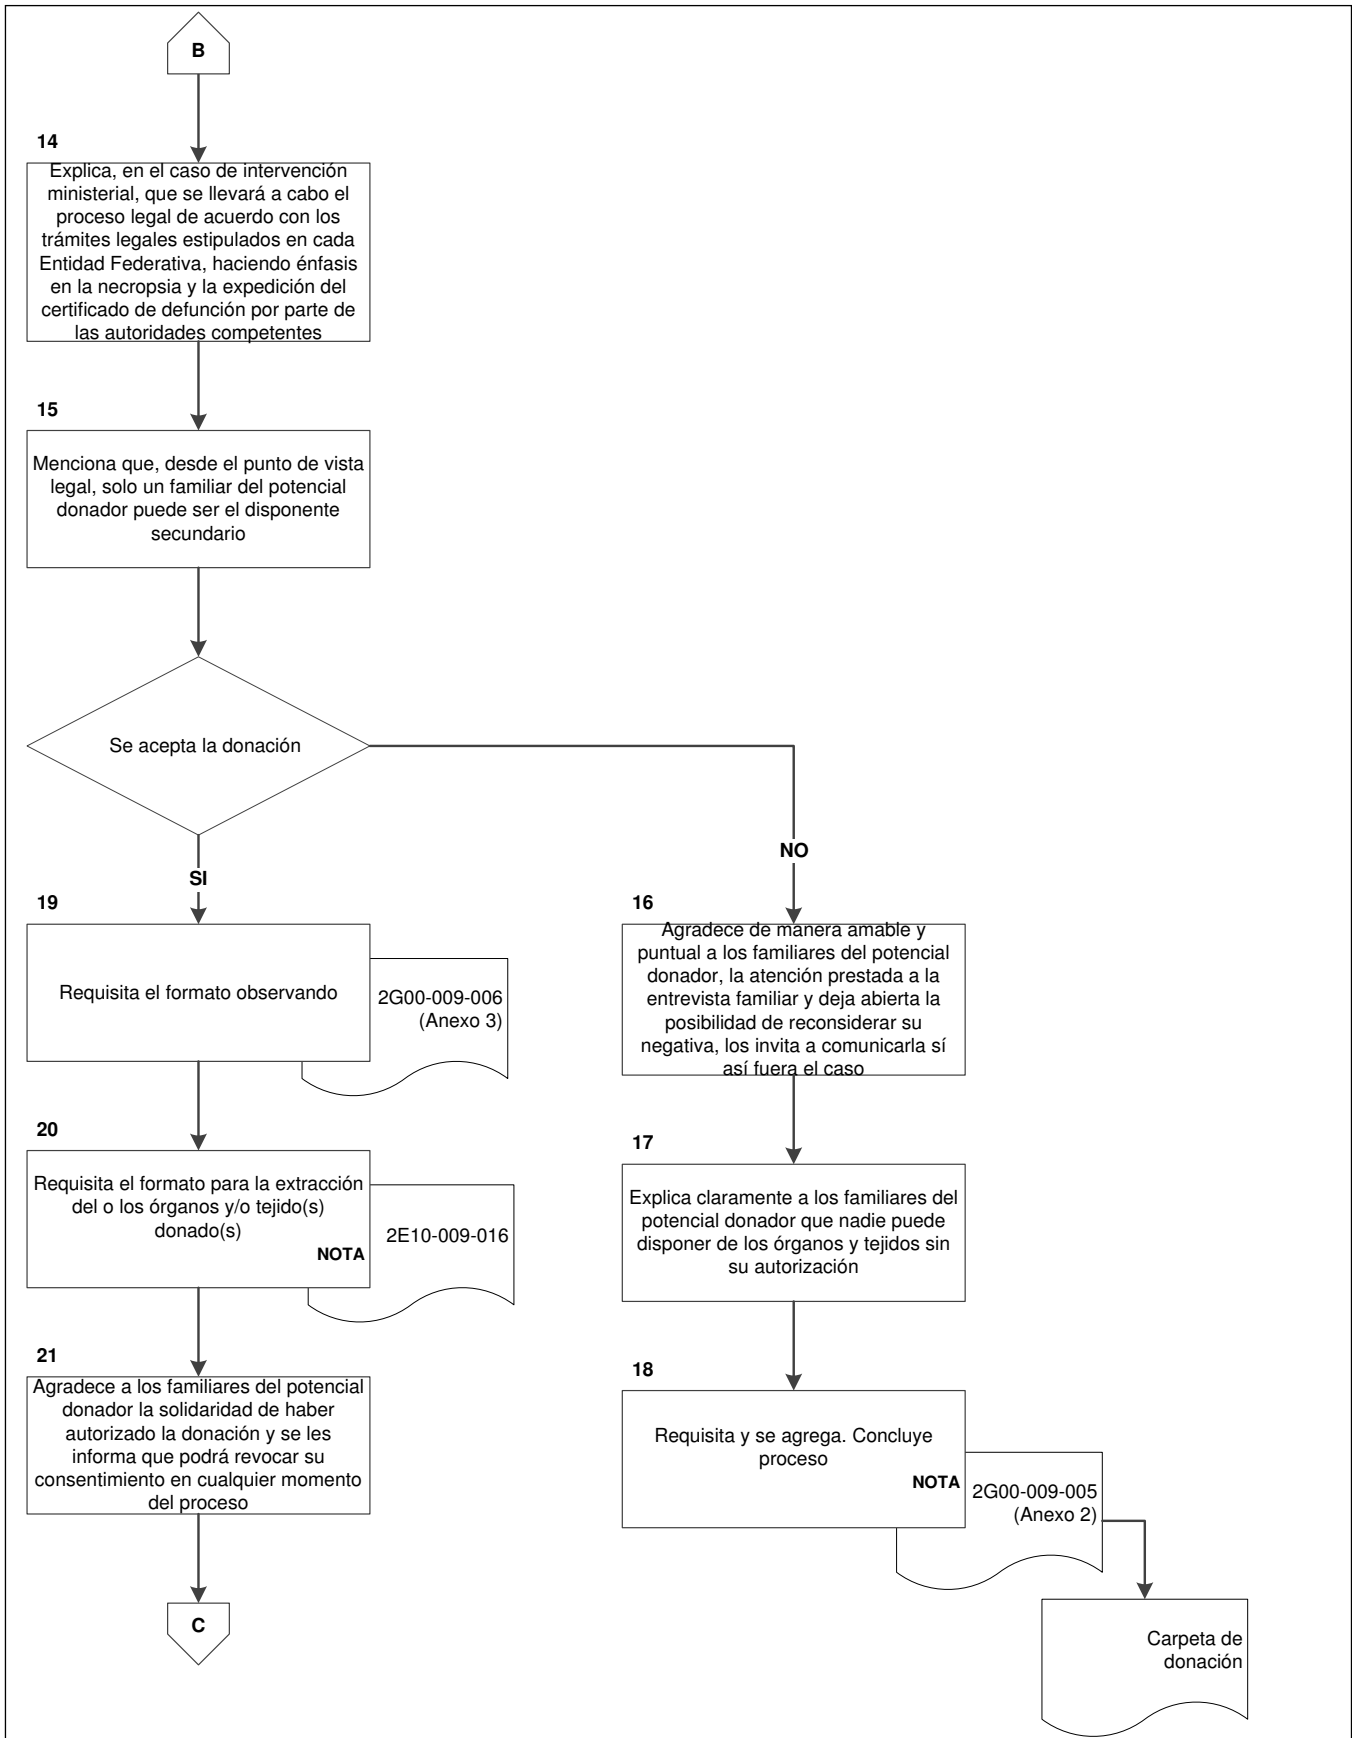 B
14
Explica, en el caso de intervención
ministerial, que se llevará a cabo el
proceso legal de acuerdo con los
trámites legales estipulados en cada
Entidad Federativa, haciendo énfasis
en la necropsia y la expedición del
certificado de defunción por parte de
las autoridades competentes
15
Menciona que, desde el punto de vista
legal, solo un familiar del potencial
donador puede ser el disponente
secundario
Se acepta la donación
SI
NO
19
Requisita el formato observando
2G00-009-006
(Anexo 3)
20
Requisita el formato para la extracción
del o los órganos y/o tejido(s)
donado(s)
NOTA
2E10-009-016
21
Agradece a los familiares del potencial
donador la solidaridad de haber
autorizado la donación y se les
informa que podrá revocar su
consentimiento en cualquier momento
del proceso
C
16
Agradece de manera amable y
puntual a los familiares del potencial
donador, la atención prestada a la
entrevista familiar y deja abierta la
posibilidad de reconsiderar su
negativa, los invita a comunicarla sí
así fuera el caso
17
Explica claramente a los familiares del
potencial donador que nadie puede
disponer de los órganos y tejidos sin
su autorización
18
Requisita y se agrega. Concluye
proceso
NOTA
2G00-009-005
(Anexo 2)
Carpeta de
donación